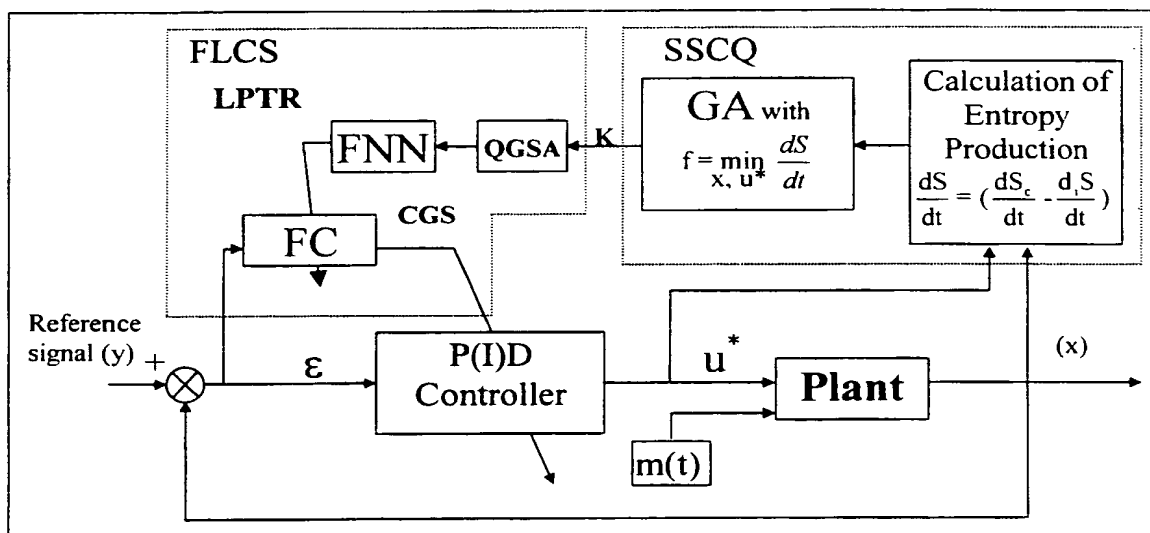 FLCS
LPTR
FNN
QGSA
K
CGS
FC
SSCQ
GA with
f = min dS/dt
x, u*
Calculation of
Entropy
Production
dS/dt = (dSc/dt - diS/dt)
Reference
signal (y)
+
ε
P(I)D
Controller
u*
Plant
(x)
m(t)